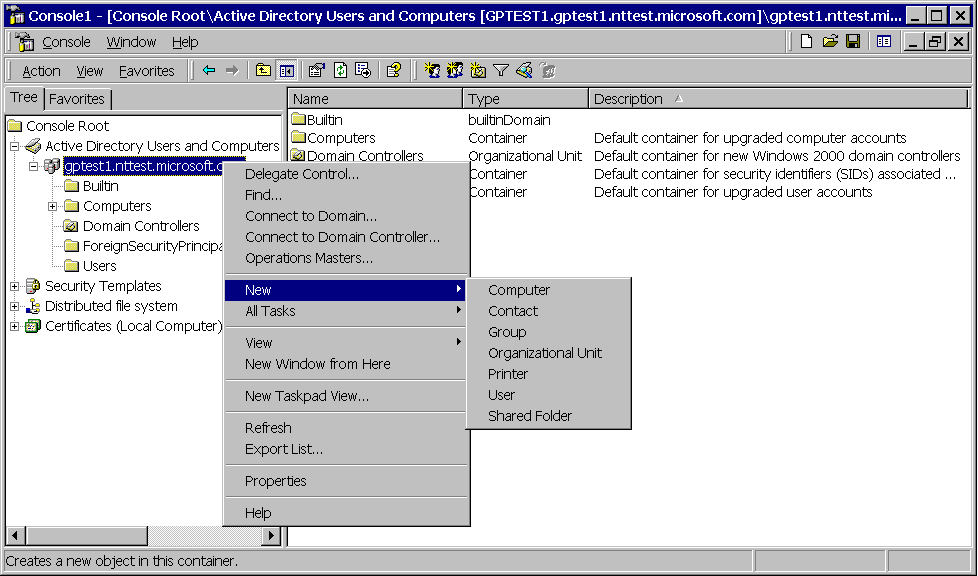 Console1 - [Console Root\Active Directory Users and Computers [GPTEST1.gptest1.nttest.microsoft.com]\gptest1.nttest.mi...
Console Window Help
Action View Favorites
Tree Favorites
Name Type Description
Console Root
Active Directory Users and Computers
gptest1.nttest.microsoft.c
Builtin
Computers
Domain Controllers
ForeignSecurityPrincipa
Users
Security Templates
Distributed file system
Certificates (Local Computer)
Builtin builtinDomain
Computers Container Default container for upgraded computer accounts
Domain Controllers Organizational Unit Default container for new Windows 2000 domain controllers
Container Default container for security identifiers (SIDs) associated ...
Container Default container for upgraded user accounts
Delegate Control...
Find...
Connect to Domain...
Connect to Domain Controller...
Operations Masters...
New
All Tasks
View
New Window from Here
New Taskpad View...
Refresh
Export List...
Properties
Help
Computer
Contact
Group
Organizational Unit
Printer
User
Shared Folder
Creates a new object in this container.